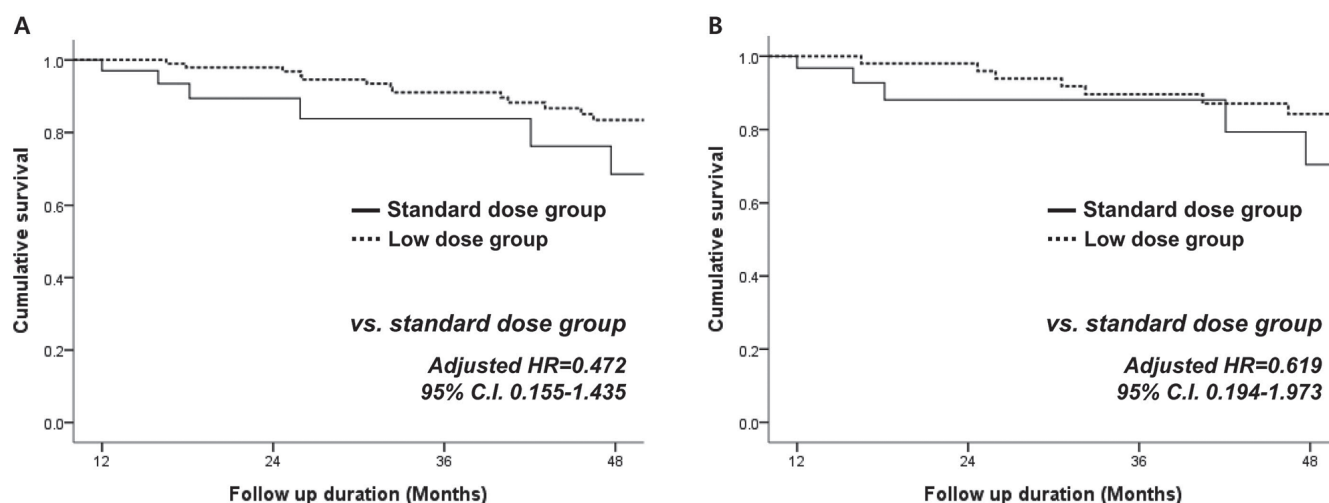 A
Cumulative survival
1.0
0.8
0.6
0.4
0.2
0.0
Standard dose group
Low dose group
vs. standard dose group
Adjusted HR=0.472
95% C.I. 0.155-1.435
12 24 36 48
Follow up duration (Months)
B
Cumulative survival
1.0
0.8
0.6
0.4
0.2
0.0
Standard dose group
Low dose group
vs. standard dose group
Adjusted HR=0.619
95% C.I. 0.194-1.973
12 24 36 48
Follow up duration (Months)